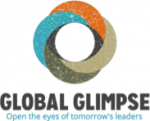 GLOBAL GLIMPSE
Open the eyes of tomorrow's leaders